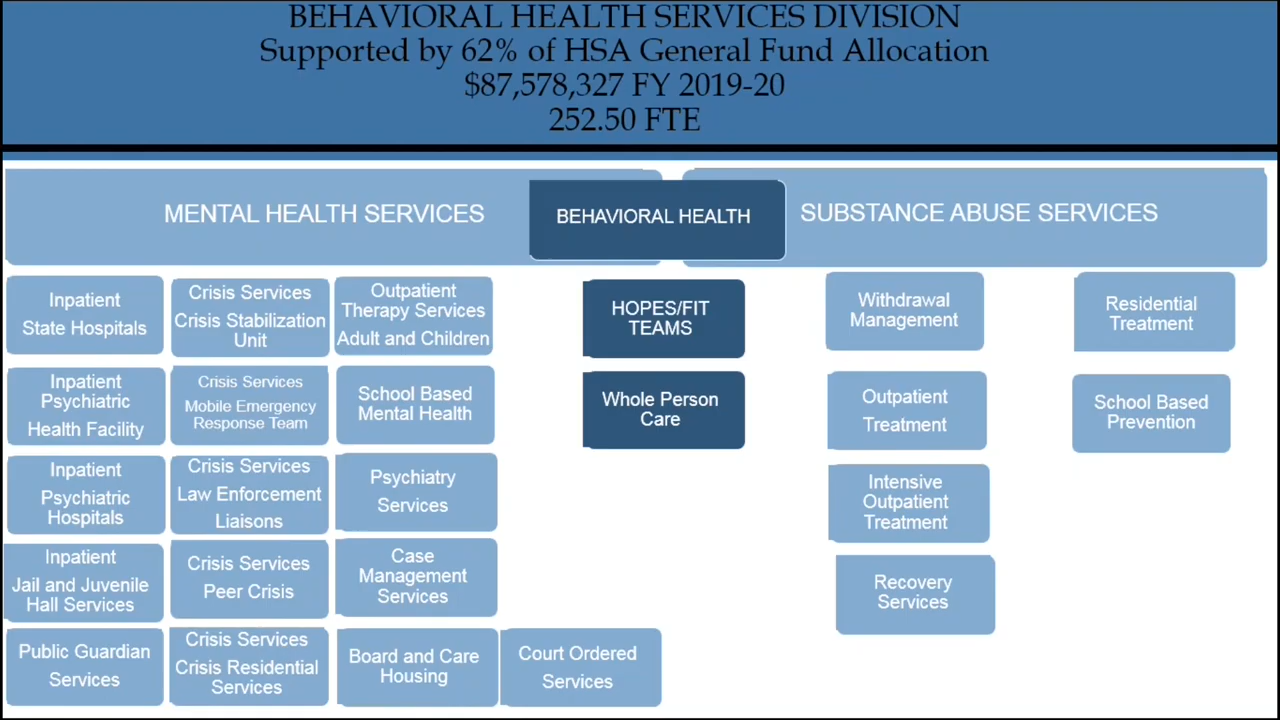 BEHAVIORAL HEALTH SERVICES DIVISION
Supported by 62% of HSA General Fund Allocation
$87,578,327 FY 2019-20
252.50 FTE
MENTAL HEALTH SERVICES
BEHAVIORAL HEALTH
SUBSTANCE ABUSE SERVICES
Inpatient
State Hospitals
Crisis Services
Crisis Stabilization
Unit
Outpatient
Therapy Services
Adult and Children
HOPES/FIT
TEAMS
Withdrawal
Management
Residential
Treatment
Inpatient
Psychiatric
Health Facility
Crisis Services
Mobile Emergency
Response Team
School Based
Mental Health
Whole Person
Care
Outpatient
Treatment
School Based
Prevention
Inpatient
Psychiatric
Hospitals
Crisis Services
Law Enforcement
Liaisons
Psychiatry
Services
Intensive
Outpatient
Treatment
Inpatient
Jail and Juvenile
Hall Services
Crisis Services
Peer Crisis
Case
Management
Services
Recovery
Services
Public Guardian
Services
Crisis Services
Crisis Residential
Services
Board and Care
Housing
Court Ordered
Services